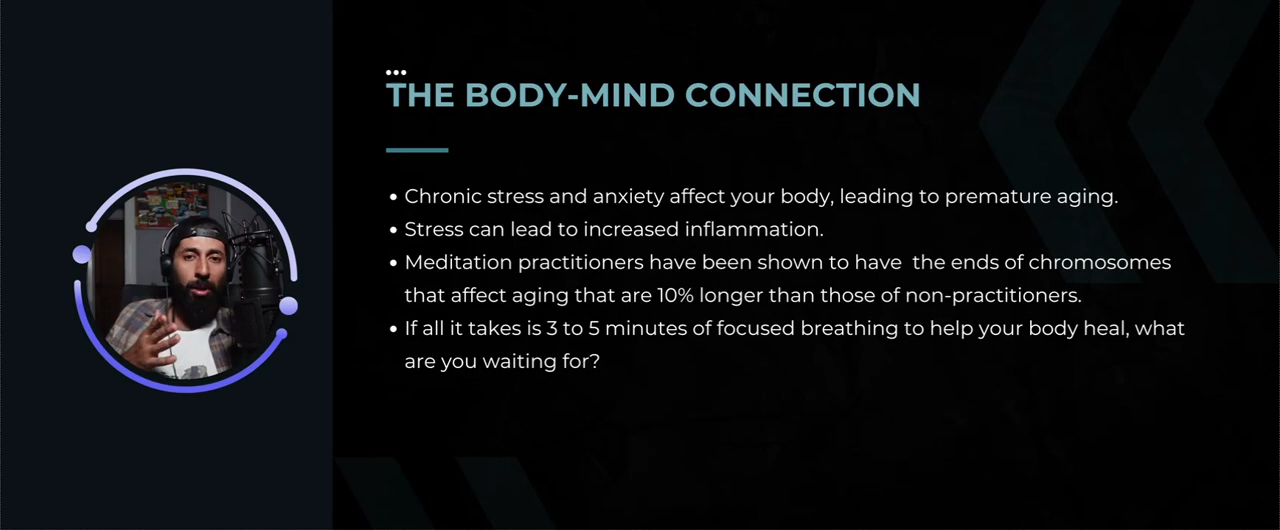 THE BODY-MIND CONNECTION
• Chronic stress and anxiety affect your body, leading to premature aging.
• Stress can lead to increased inflammation.
• Meditation practitioners have been shown to have  the ends of chromosomes
that affect aging that are 10% longer than those of non-practitioners.
• If all it takes is 3 to 5 minutes of focused breathing to help your body heal, what
are you waiting for?